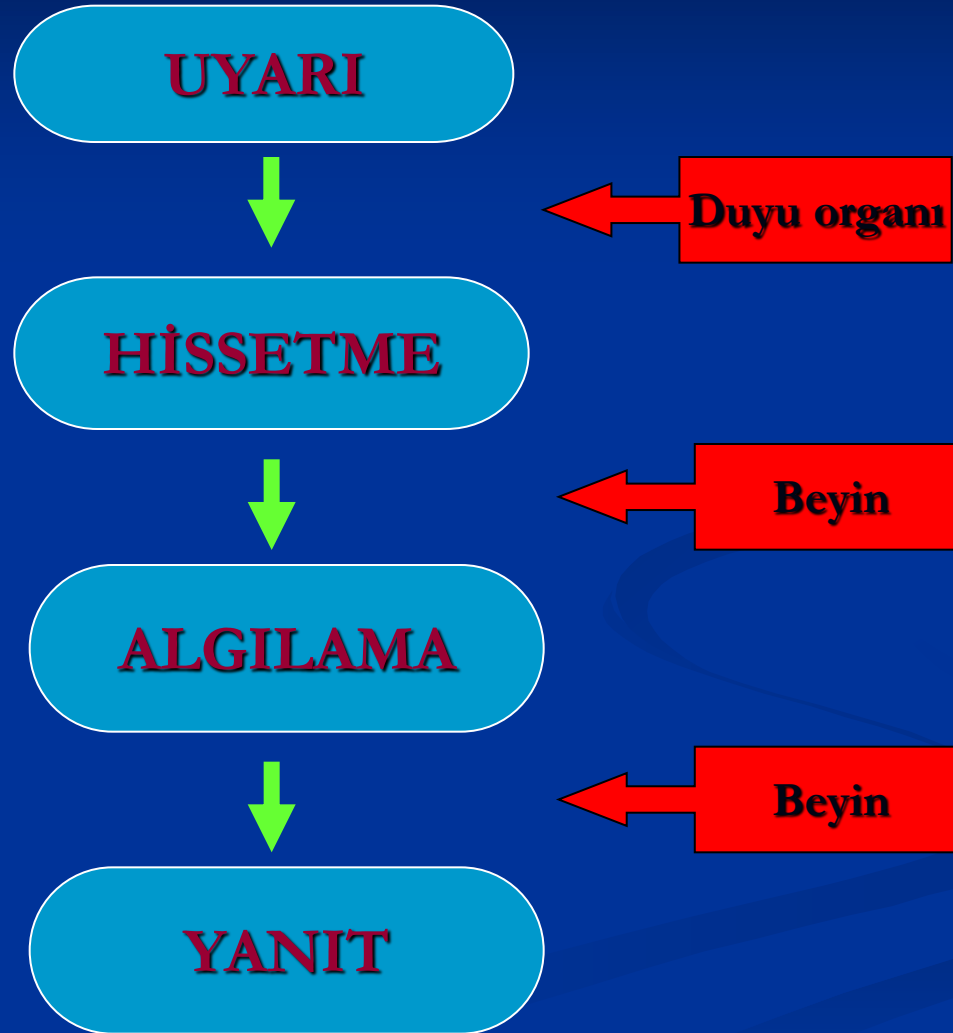 UYARI
Duyu organı
HİSSETME
Beyin
ALGILAMA
Beyin
YANIT